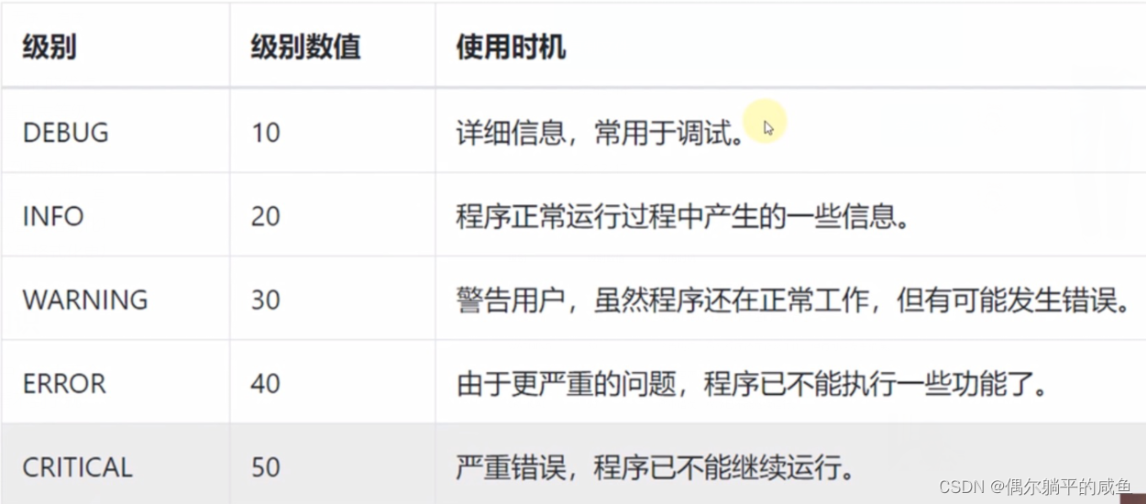 级别 级别数值 使用时机
DEBUG 10 详细信息，常用于调试。
INFO 20 程序正常运行过程中产生的一些信息。
WARNING 30 警告用户，虽然程序还在正常工作，但有可能发生错误。
ERROR 40 由于更严重的问题，程序已不能执行一些功能了。
CRITICAL 50 严重错误，程序已不能继续运行。
CSDN @偶尔躺平的咸鱼